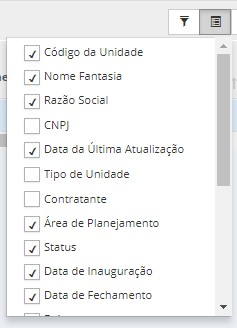 Código da Unidade
Nome Fantasia
Razão Social
CNPJ
Data da Última Atualização
Tipo de Unidade
Contratante
Área de Planejamento
Status
Data de Inauguração
Data de Fechamento